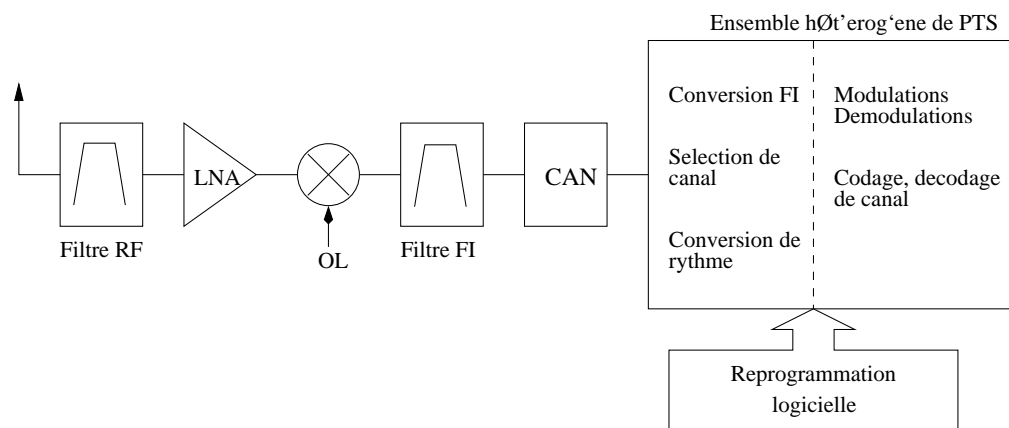 Ensemble hØt’erog‘ene de PTS
Conversion FI
Modulations
Demodulations
Selection de
canal
Codage, decodage
de canal
Conversion de
rythme
LNA
CAN
Filtre RF
OL
Filtre FI
Reprogrammation
logicielle